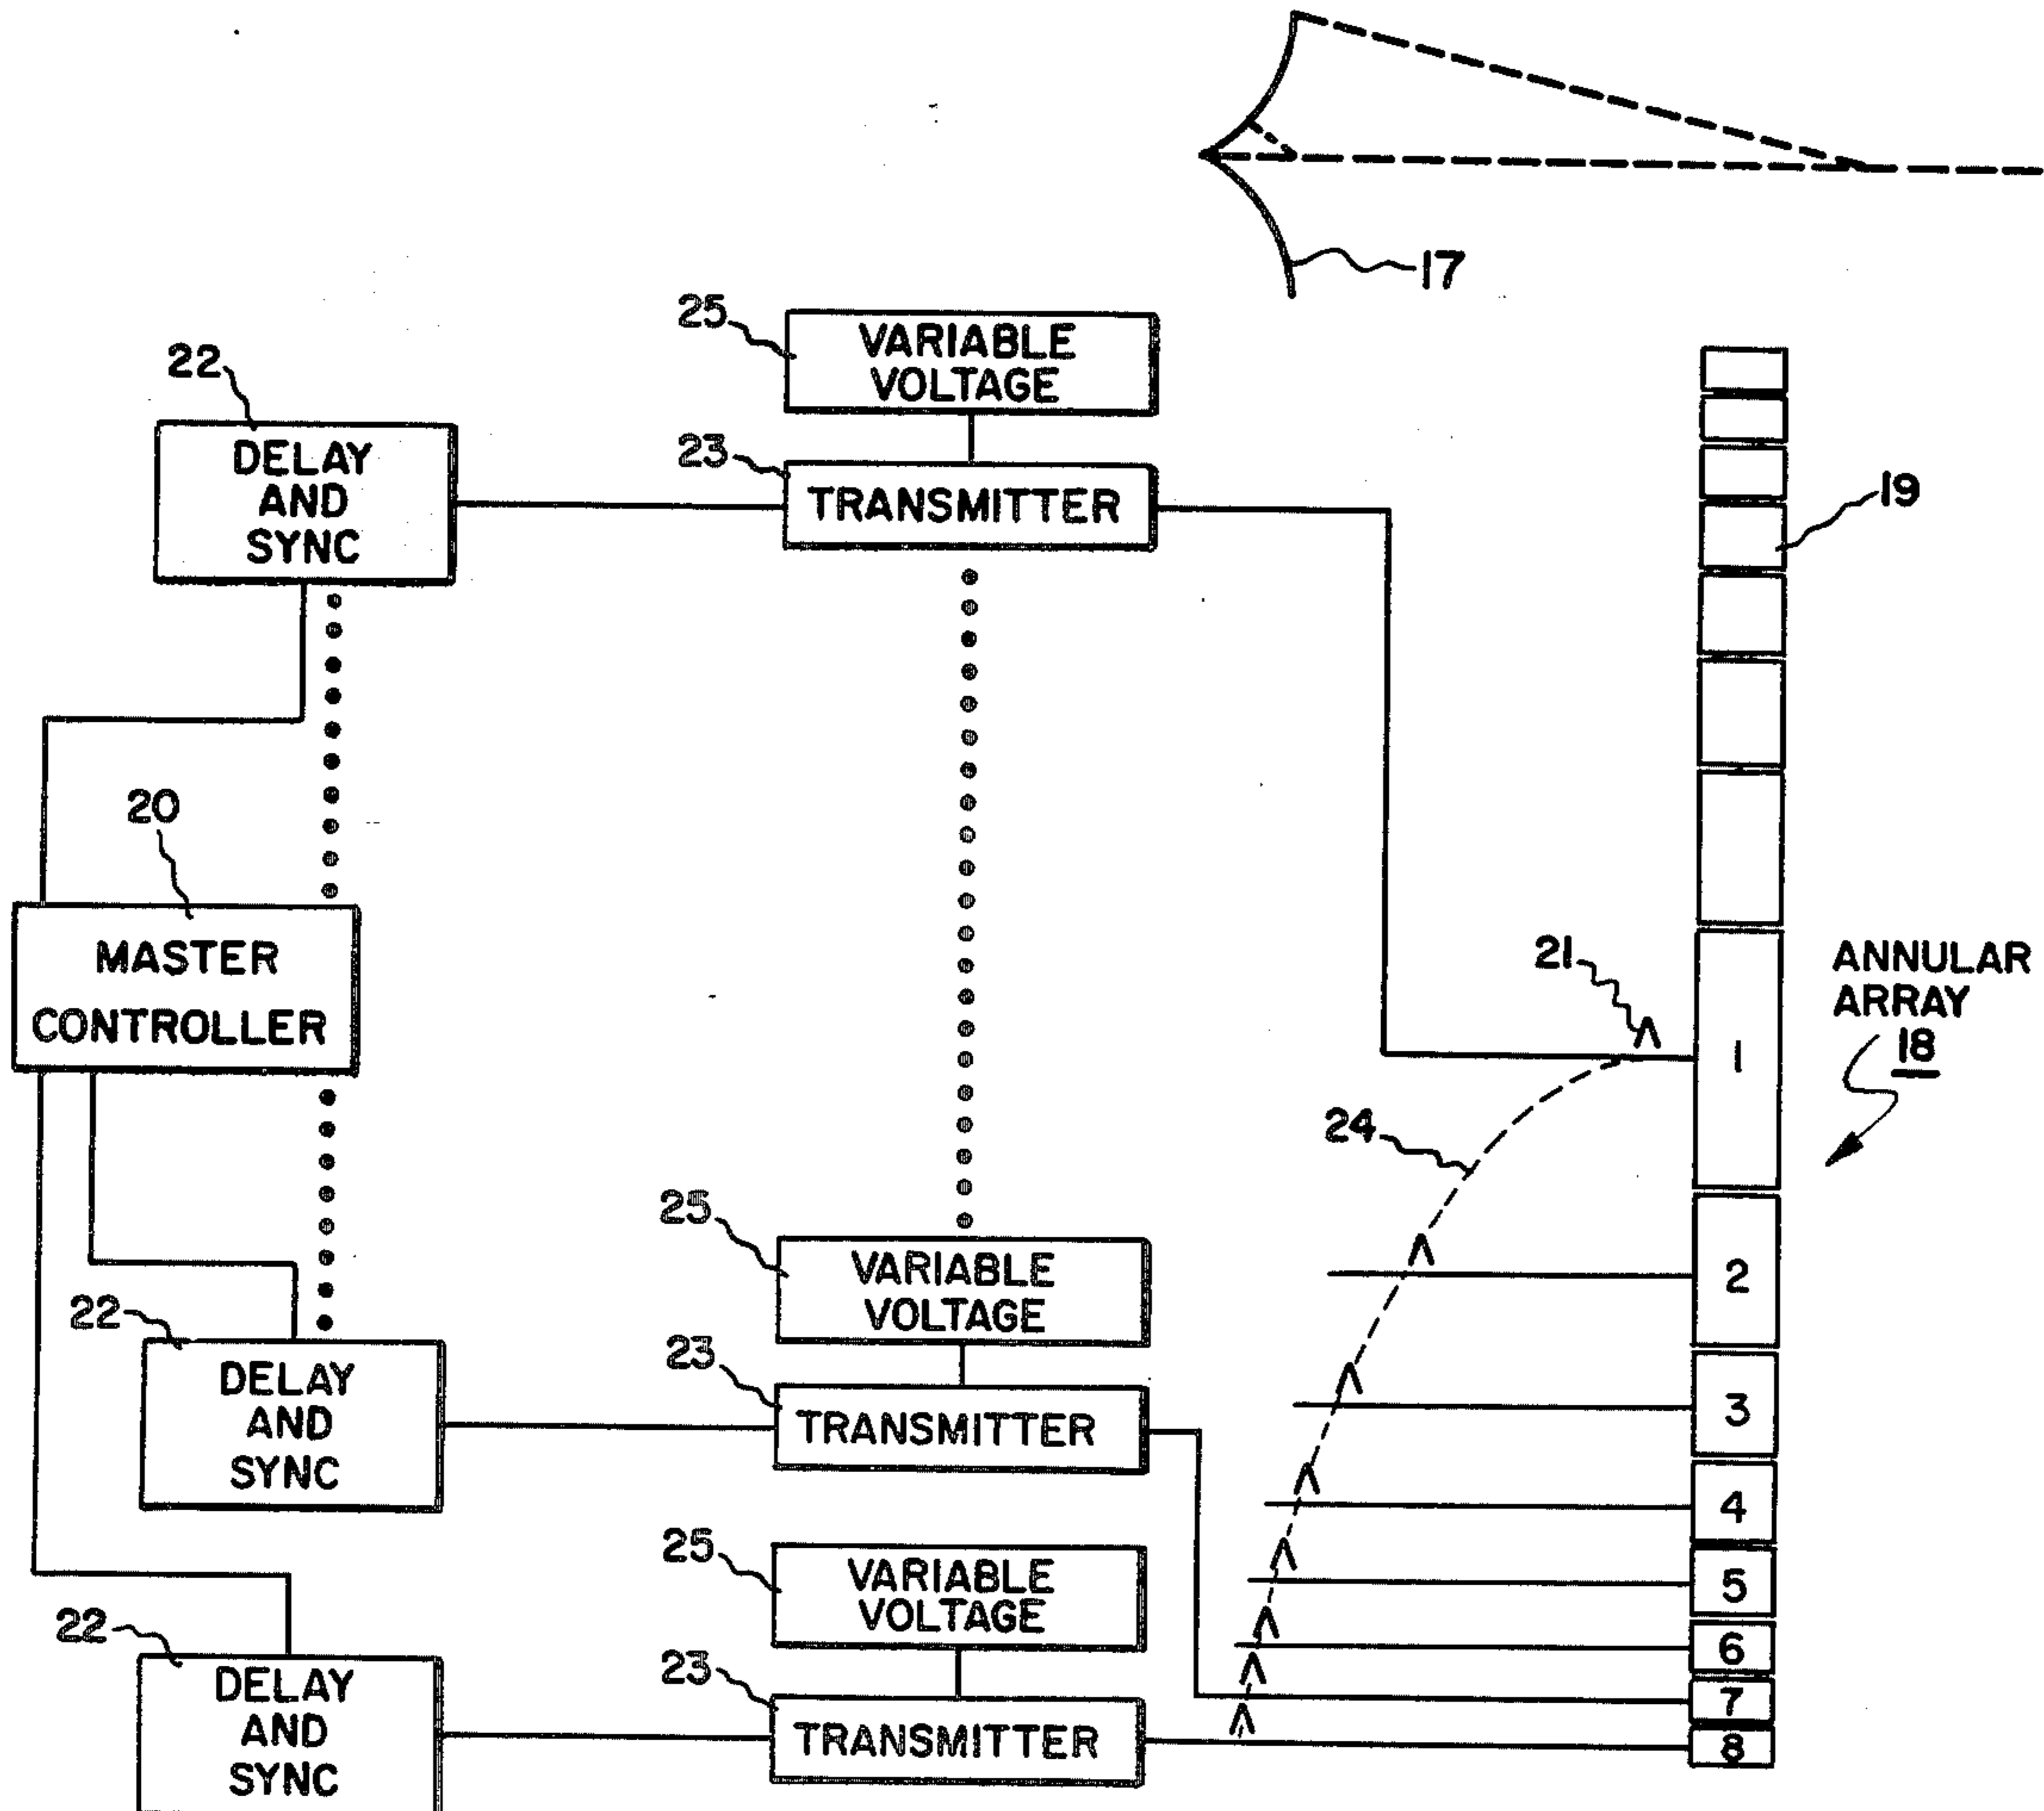 17
25
VARIABLE
VOLTAGE
22
DELAY
AND
SYNC
23
TRANSMITTER
19
20
MASTER
CONTROLLER
21
1
ANNULAR
ARRAY
18
24
25
VARIABLE
VOLTAGE
2
22
DELAY
AND
SYNC
23
TRANSMITTER
3
4
25
VARIABLE
VOLTAGE
5
22
DELAY
AND
SYNC
23
TRANSMITTER
6
7
8